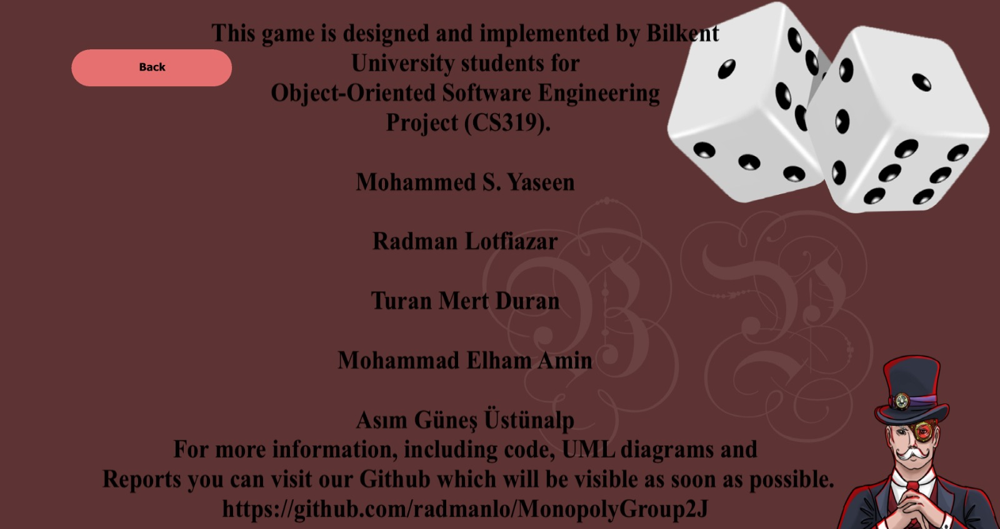 This game is designed and implemented by Bilkent
Back
University students for
Object-Oriented Software Engineering
Project (CS319).
Mohammed S. Yaseen
Radman Lotfiazar
Turan Mert Duran
Mohammad Elham Amin
Asım Güneş Üstünalp
For more information, including code, UML diagrams and
Reports you can visit our Github which will be visible as soon as possible.
https://github.com/radmanlo/MonopolyGroup2J